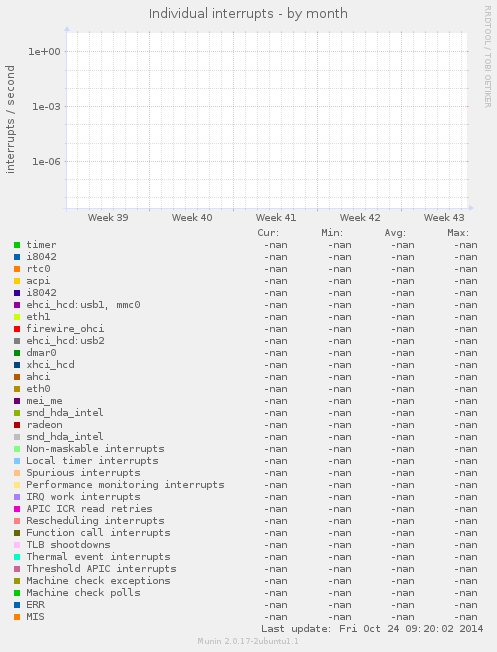 Individual interrupts - by month
RRDTOOL / TOBI OETIKER
interrupts / second
1e+00
1e-03
1e-06
Week 39 Week 40 Week 41 Week 42 Week 43
Cur: Min: Avg: Max:
timer -nan -nan -nan -nan
i8042 -nan -nan -nan -nan
rtc0 -nan -nan -nan -nan
acpi -nan -nan -nan -nan
i8042 -nan -nan -nan -nan
ehci_hcd:usb1, mmc0 -nan -nan -nan -nan
eth1 -nan -nan -nan -nan
firewire_ohci -nan -nan -nan -nan
ehci_hcd:usb2 -nan -nan -nan -nan
dmar0 -nan -nan -nan -nan
xhci_hcd -nan -nan -nan -nan
ahci -nan -nan -nan -nan
eth0 -nan -nan -nan -nan
mei_me -nan -nan -nan -nan
snd_hda_intel -nan -nan -nan -nan
radeon -nan -nan -nan -nan
snd_hda_intel -nan -nan -nan -nan
Non-maskable interrupts -nan -nan -nan -nan
Local timer interrupts -nan -nan -nan -nan
Spurious interrupts -nan -nan -nan -nan
Performance monitoring interrupts -nan -nan -nan -nan
IRQ work interrupts -nan -nan -nan -nan
APIC ICR read retries -nan -nan -nan -nan
Rescheduling interrupts -nan -nan -nan -nan
Function call interrupts -nan -nan -nan -nan
TLB shootdowns -nan -nan -nan -nan
Thermal event interrupts -nan -nan -nan -nan
Threshold APIC interrupts -nan -nan -nan -nan
Machine check exceptions -nan -nan -nan -nan
Machine check polls -nan -nan -nan -nan
ERR -nan -nan -nan -nan
MIS -nan -nan -nan -nan
Last update: Fri Oct 24 09:20:02 2014
Munin 2.0.17-2ubuntu1.1